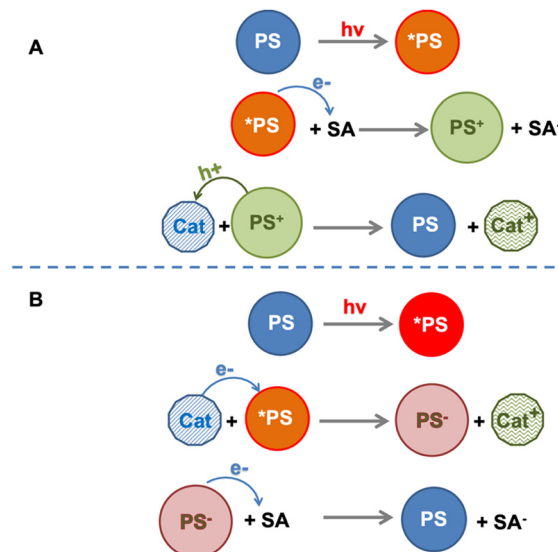 A
PS hv *PS
e-
*PS + SA PS⁺ + SA⁻
h+
Cat + PS⁺ PS + Cat⁺
B
PS hv *PS
e-
Cat + *PS PS⁻ + Cat⁺
e-
PS⁻ + SA PS + SA⁻